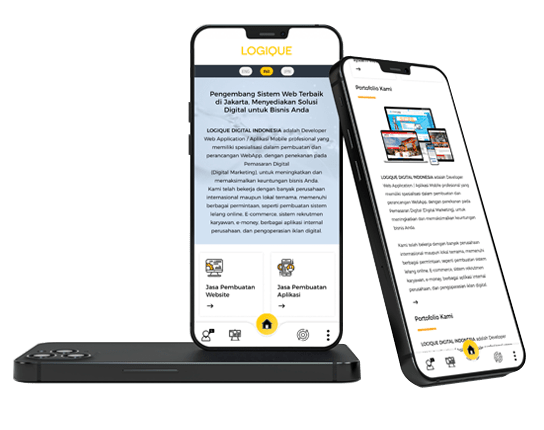 LOGIQUE
ENG
IND
JPN
Pengembang Sistem Web Terbaik
di Jakarta, Menyediakan Solusi
Digital untuk Bisnis Anda
LOGIQUE DIGITAL INDONESIA adalah Developer
Web Application / Aplikasi Mobile profesional yang
memiliki spesialisasi dalam pembuatan dan
perancangan WebApp, dengan penekanan pada
Pemasaran Digital
(Digital Marketing), untuk meningkatkan dan
memaksimalkan keuntungan bisnis Anda.
Kami telah bekerja dengan banyak perusahaan
internasional maupun lokal ternama, memenuhi
berbagai permintaan, seperti pembuatan sistem
lelang online, E-commerce, sistem rekrutmen
karyawan, e-money, berbagai aplikasi internal
perusahaan, dan pengoperasian iklan digital.
Jasa Pembuatan
Website
Jasa Pembuatan
Aplikasi
Portofolio Kami
LOGIQUE DIGITAL INDONESIA adalah Developer
Web Application / Aplikasi Mobile profesional yang
memiliki spesialisasi dalam pembuatan dan
perancangan WebApp, dengan penekanan pada
Pemasaran Digital (Digital Marketing), untuk
meningkatkan dan memaksimalkan keuntungan
bisnis Anda.
Kami telah bekerja dengan banyak perusahaan
internasional maupun lokal ternama, memenuhi
berbagai permintaan, seperti pembuatan sistem
lelang online, E-commerce, sistem rekrutmen
karyawan, e-money, berbagai aplikasi internal
perusahaan, dan pengoperasian iklan digital.
Portofolio Kami
LOGIQUE DIGITAL INDONESIA adalah Developer